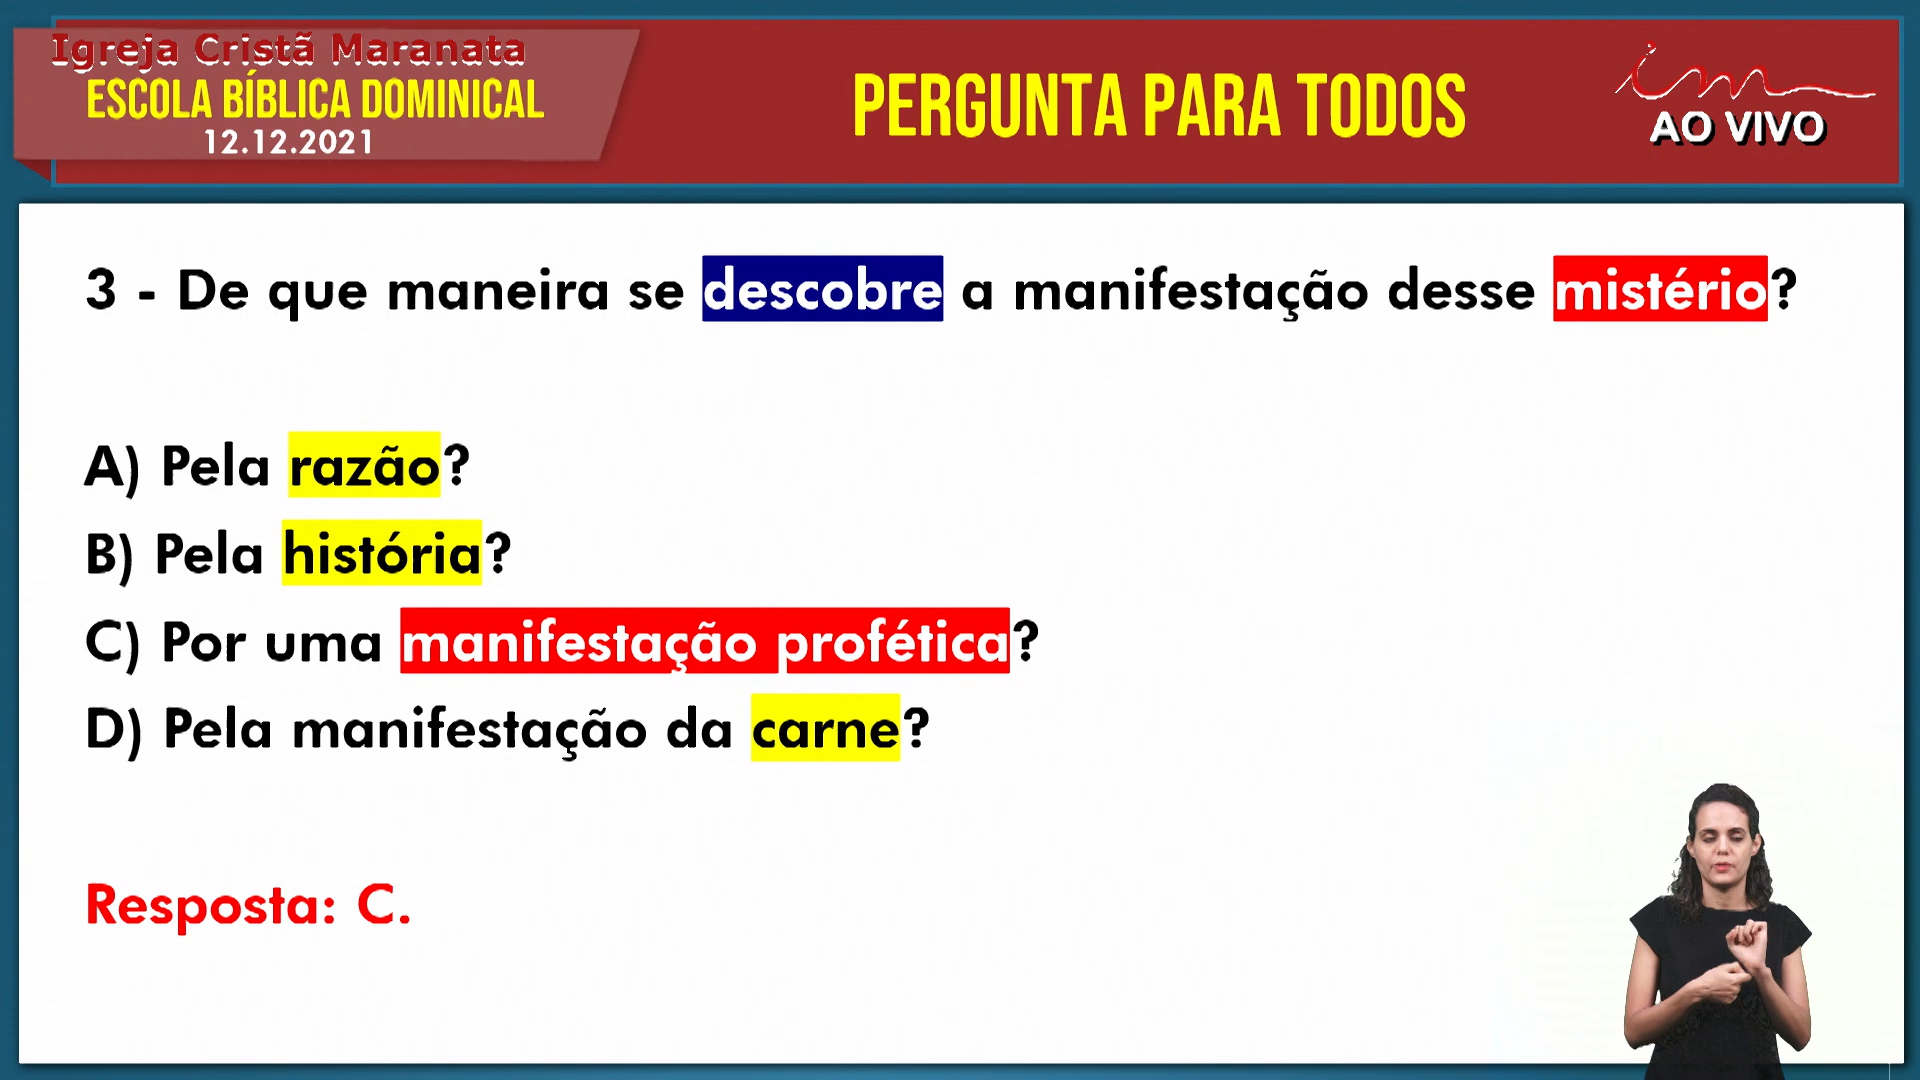 Igreja Cristã Maranata
ESCOLA BÍBLICA DOMINICAL
12.12.2021
PERGUNTA PARA TODOS
im
AO VIVO
3 - De que maneira se descobre a manifestação desse mistério?
A) Pela razão?
B) Pela história?
C) Por uma manifestação profética?
D) Pela manifestação da carne?
Resposta: C.